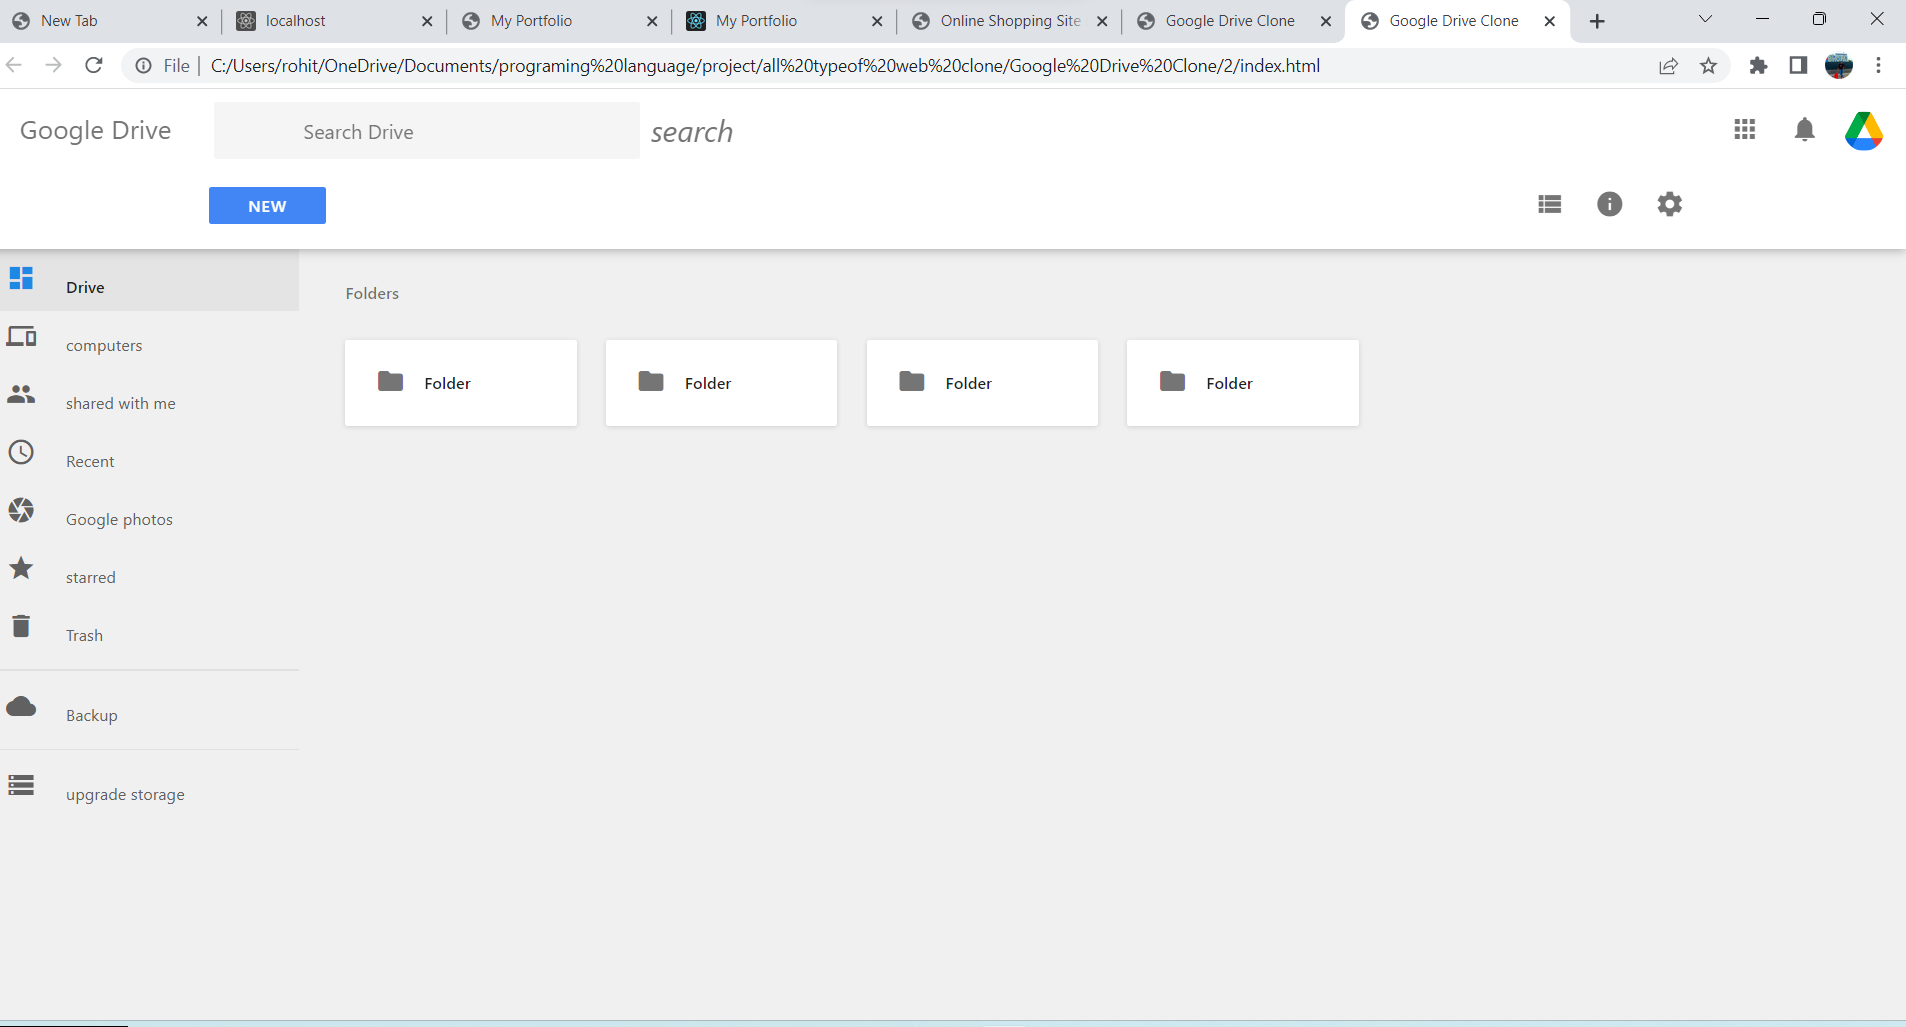 New Tab
localhost
My Portfolio
My Portfolio
Online Shopping Site
Google Drive Clone
Google Drive Clone
File
C:/Users/rohit/OneDrive/Documents/programing%20language/project/all%20typeof%20web%20clone/Google%20Drive%20Clone/2/index.html
Google Drive
Search Drive
search
NEW
Drive
computers
shared with me
Recent
Google photos
starred
Trash
Backup
upgrade storage
Folders
Folder
Folder
Folder
Folder